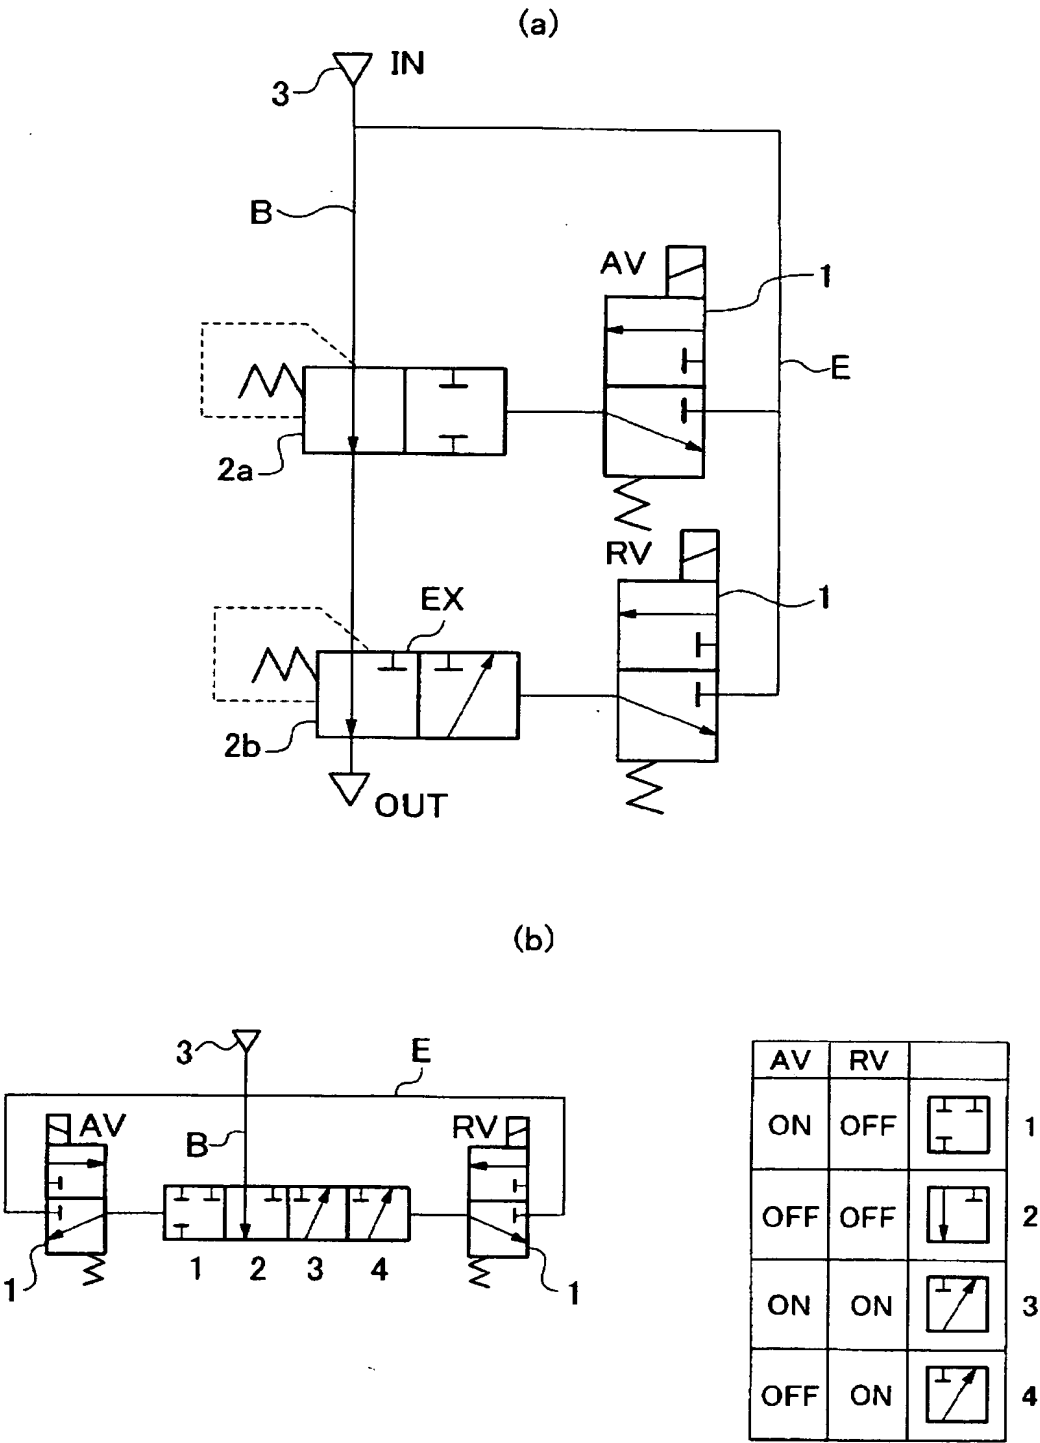 (a)
IN
3
B
AV
1
E
2a
RV
EX
1
2b
OUT
(b)
3
E
AV
B
RV
1 2 3 4
1
1
AV RV
ON OFF 1
OFF OFF 2
ON ON 3
OFF ON 4